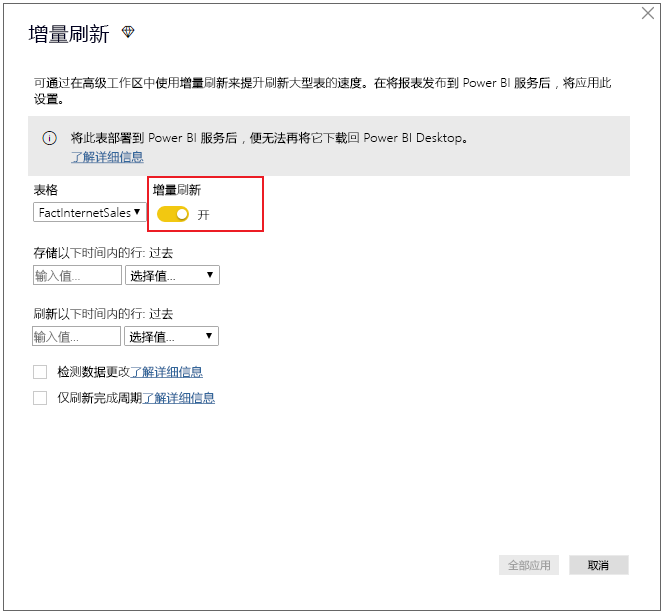 增量刷新
可通过在高级工作区中使用增量刷新来提升刷新大型表的速度。在将报表发布到 Power BI 服务后，将应用此
设置。
将此表部署到 Power BI 服务后，便无法再将它下载回 Power BI Desktop。
了解详细信息
表格 增量刷新
FactInternetSales 开
存储以下时间内的行: 过去
输入值... 选择值...
刷新以下时间内的行: 过去
输入值... 选择值...
检测数据更改了解详细信息
仅刷新完成周期了解详细信息
全部应用 取消